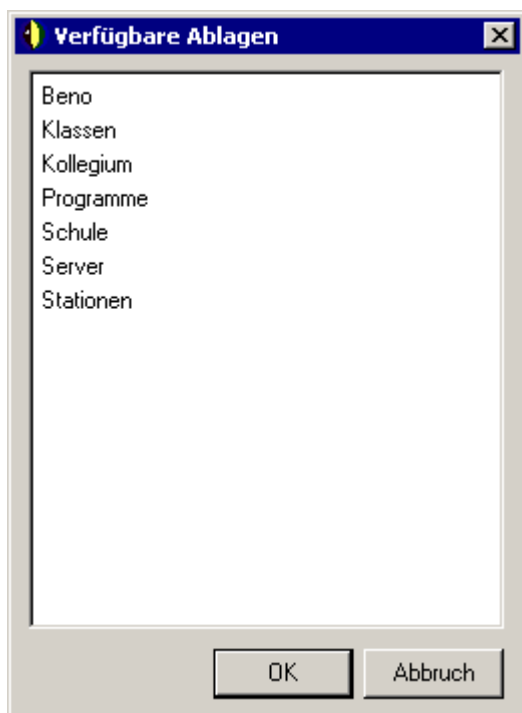 Verfügbare Ablagen
Beno
Klassen
Kollegium
Programme
Schule
Server
Stationen
OK Abbruch